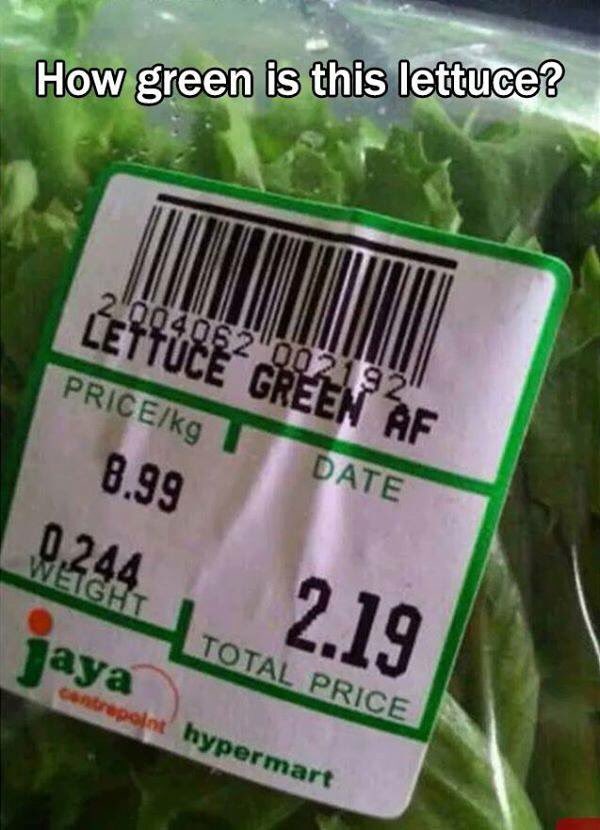 How green is this lettuce?
2 004062 002192
LETTUCE GREEN AF
PRICE/kg
DATE
8.99
0.244
WEIGHT
2.19
TOTAL PRICE
jaya
centrepoint hypermart